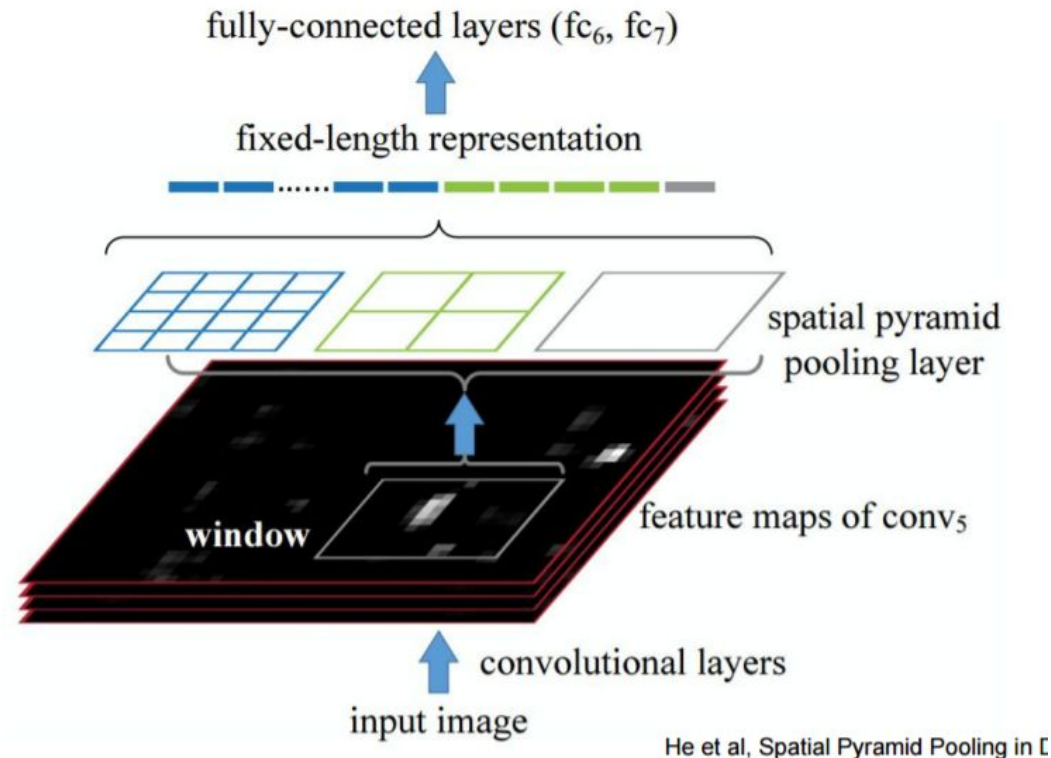 fully-connected layers (fc₆, fc₇)
fixed-length representation
......
spatial pyramid
pooling layer
window
feature maps of conv₅
convolutional layers
input image
He et al, Spatial Pyramid Pooling in D